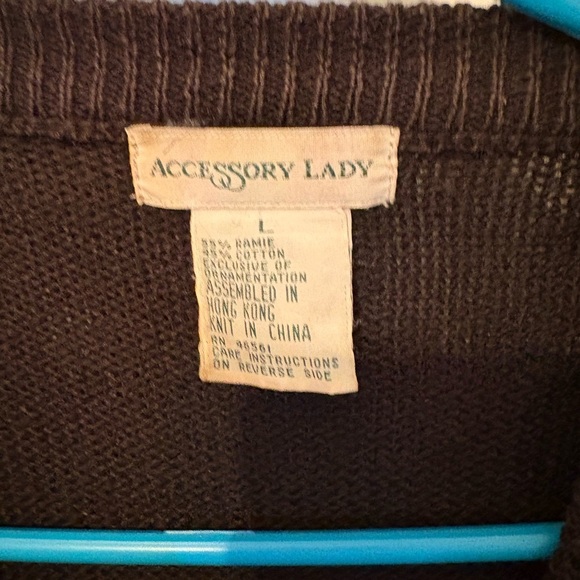 ACCESSORY LADY
L
55% RAMIE
45% COTTON
EXCLUSIVE OF
ORNAMENTATION
ASSEMBLED IN
HONG KONG
KNIT IN CHINA
RN 46561
CARE INSTRUCTIONS
ON REVERSE SIDE